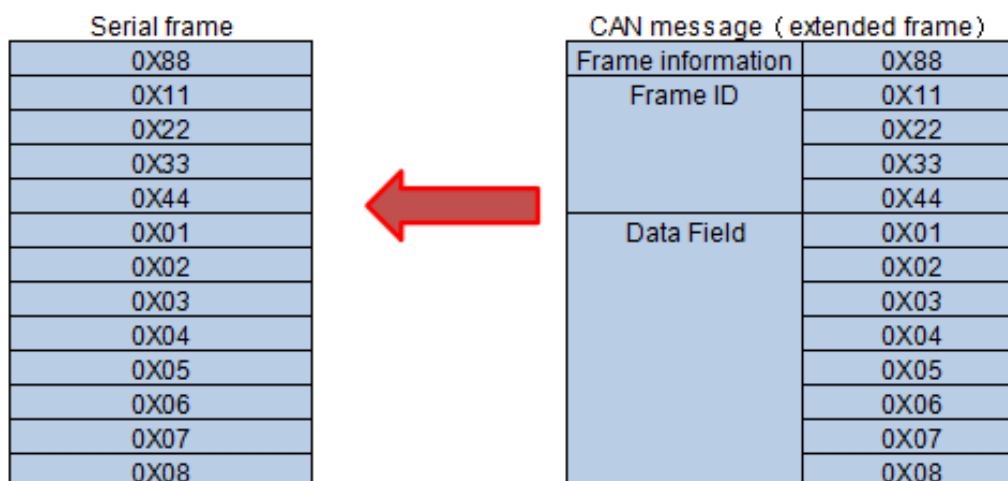 Serial frame
0X88
0X11
0X22
0X33
0X44
0X01
0X02
0X03
0X04
0X05
0X06
0X07
0X08
CAN message（extended frame）
Frame information 0X88
Frame ID 0X11
0X22
0X33
0X44
Data Field 0X01
0X02
0X03
0X04
0X05
0X06
0X07
0X08